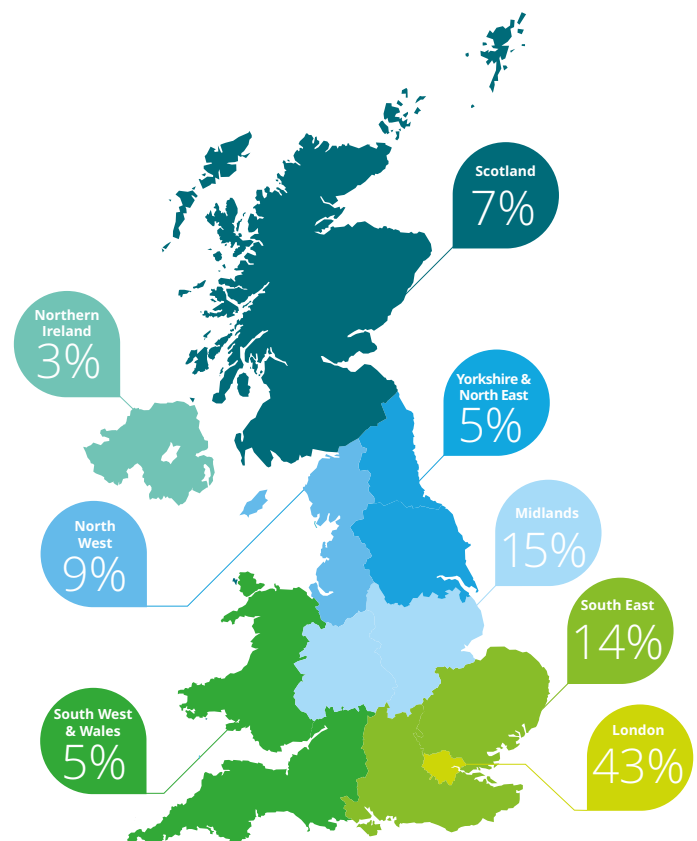 Scotland
7%
Northern
Ireland
3%
Yorkshire &
North East
5%
North
West
9%
Midlands
15%
South East
14%
South West
& Wales
5%
London
43%